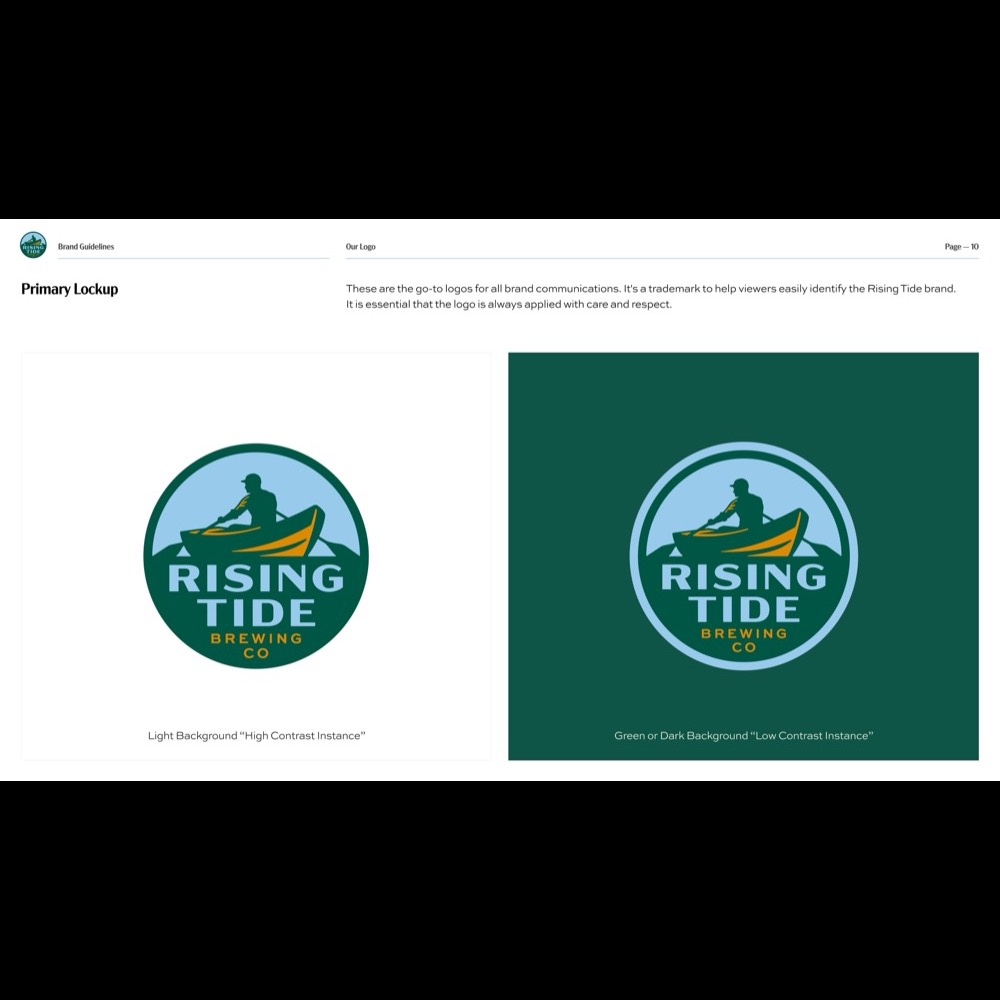 RISING
TIDE
Brand Guidelines
Our Logo
Page — 10
Primary Lockup
These are the go-to logos for all brand communications. It's a trademark to help viewers easily identify the Rising Tide brand.
It is essential that the logo is always applied with care and respect.
RISING
TIDE
BREWING
CO
Light Background “High Contrast Instance”
RISING
TIDE
BREWING
CO
Green or Dark Background “Low Contrast Instance”